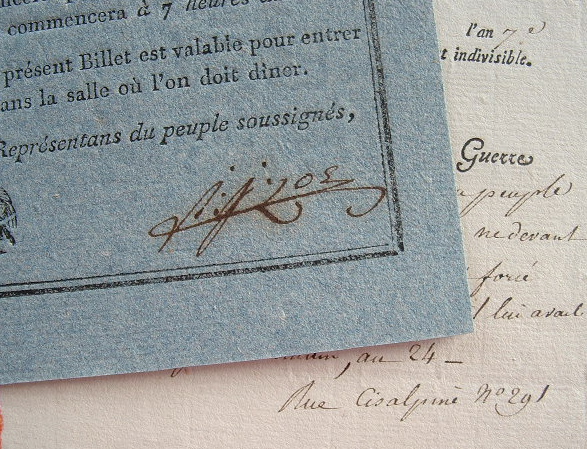 commencera à 7 heures
présent Billet est valable pour entrer
ans la salle où l'on doit dîner.
Représentans du peuple soussignés,
l'an 7e
t indivisible.
Guerre
peuple
ne devant
forcé
lui avait
au 24
Rue Cisalpine N° 291